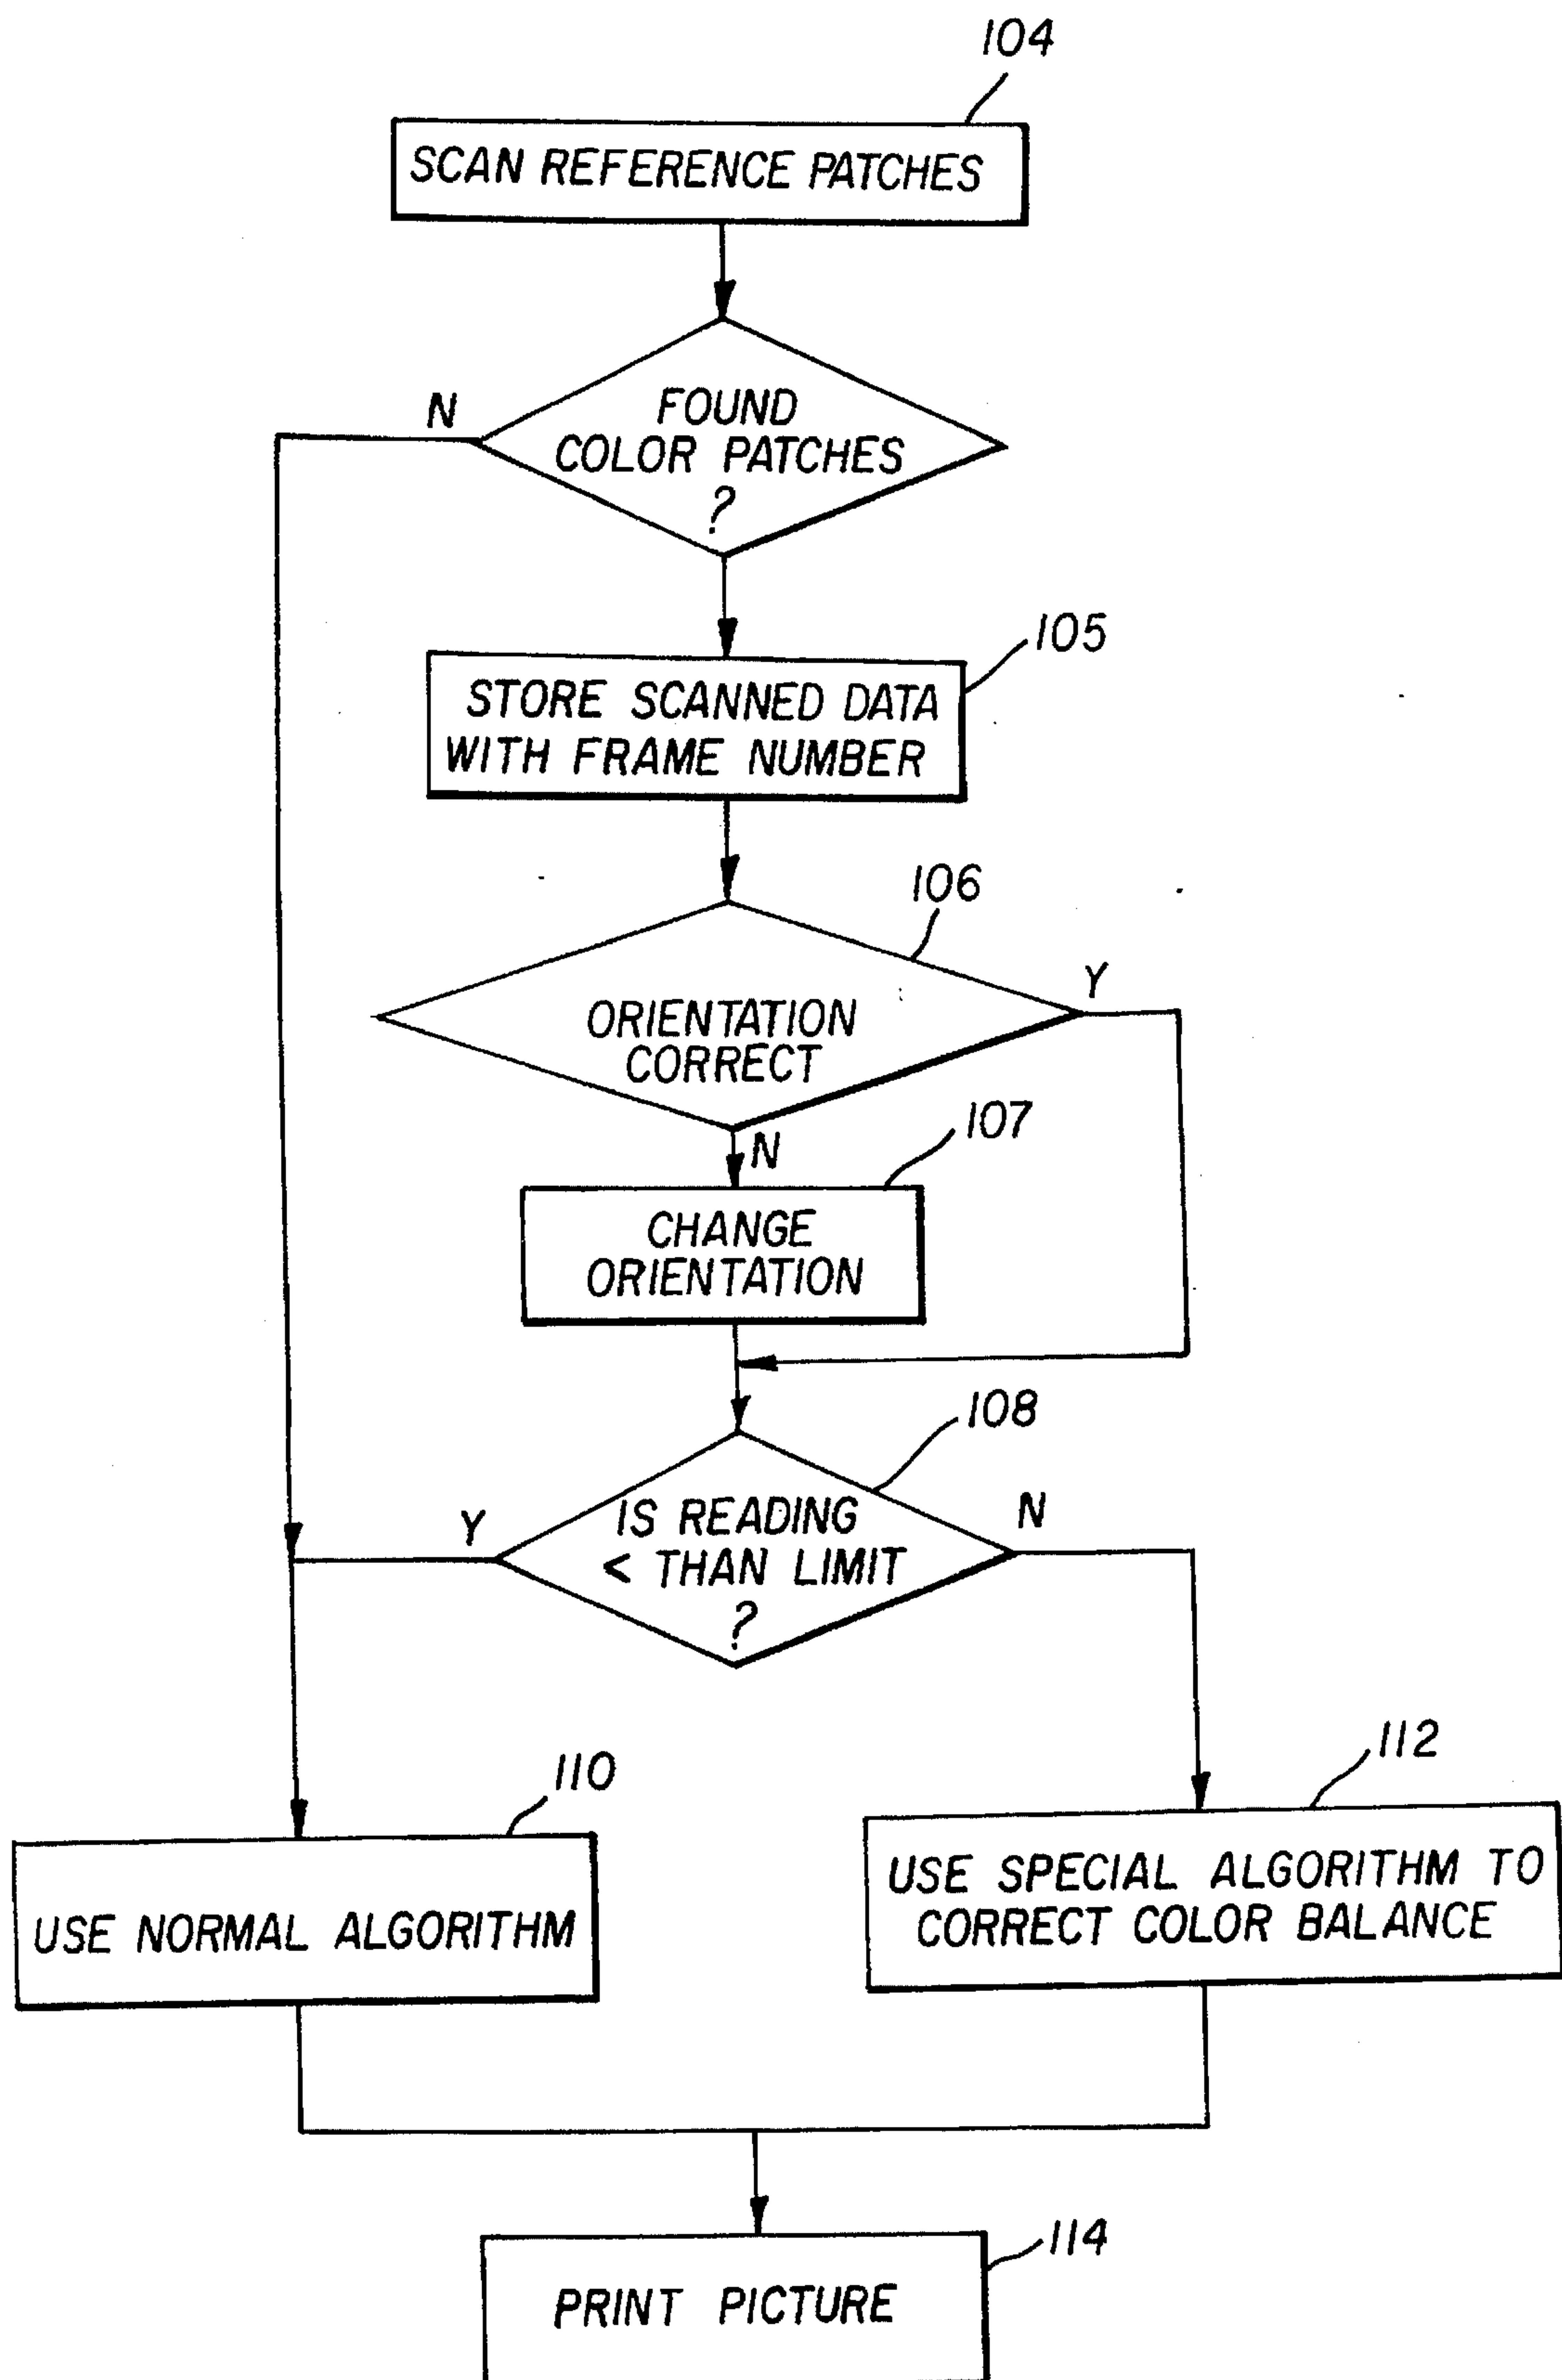 104
SCAN REFERENCE PATCHES
N
FOUND
COLOR PATCHES
?
105
STORE SCANNED DATA
WITH FRAME NUMBER
106
Y
ORIENTATION
CORRECT
N
107
CHANGE
ORIENTATION
108
Y
IS READING
< THAN LIMIT
?
N
110
USE NORMAL ALGORITHM
112
USE SPECIAL ALGORITHM TO
CORRECT COLOR BALANCE
114
PRINT PICTURE